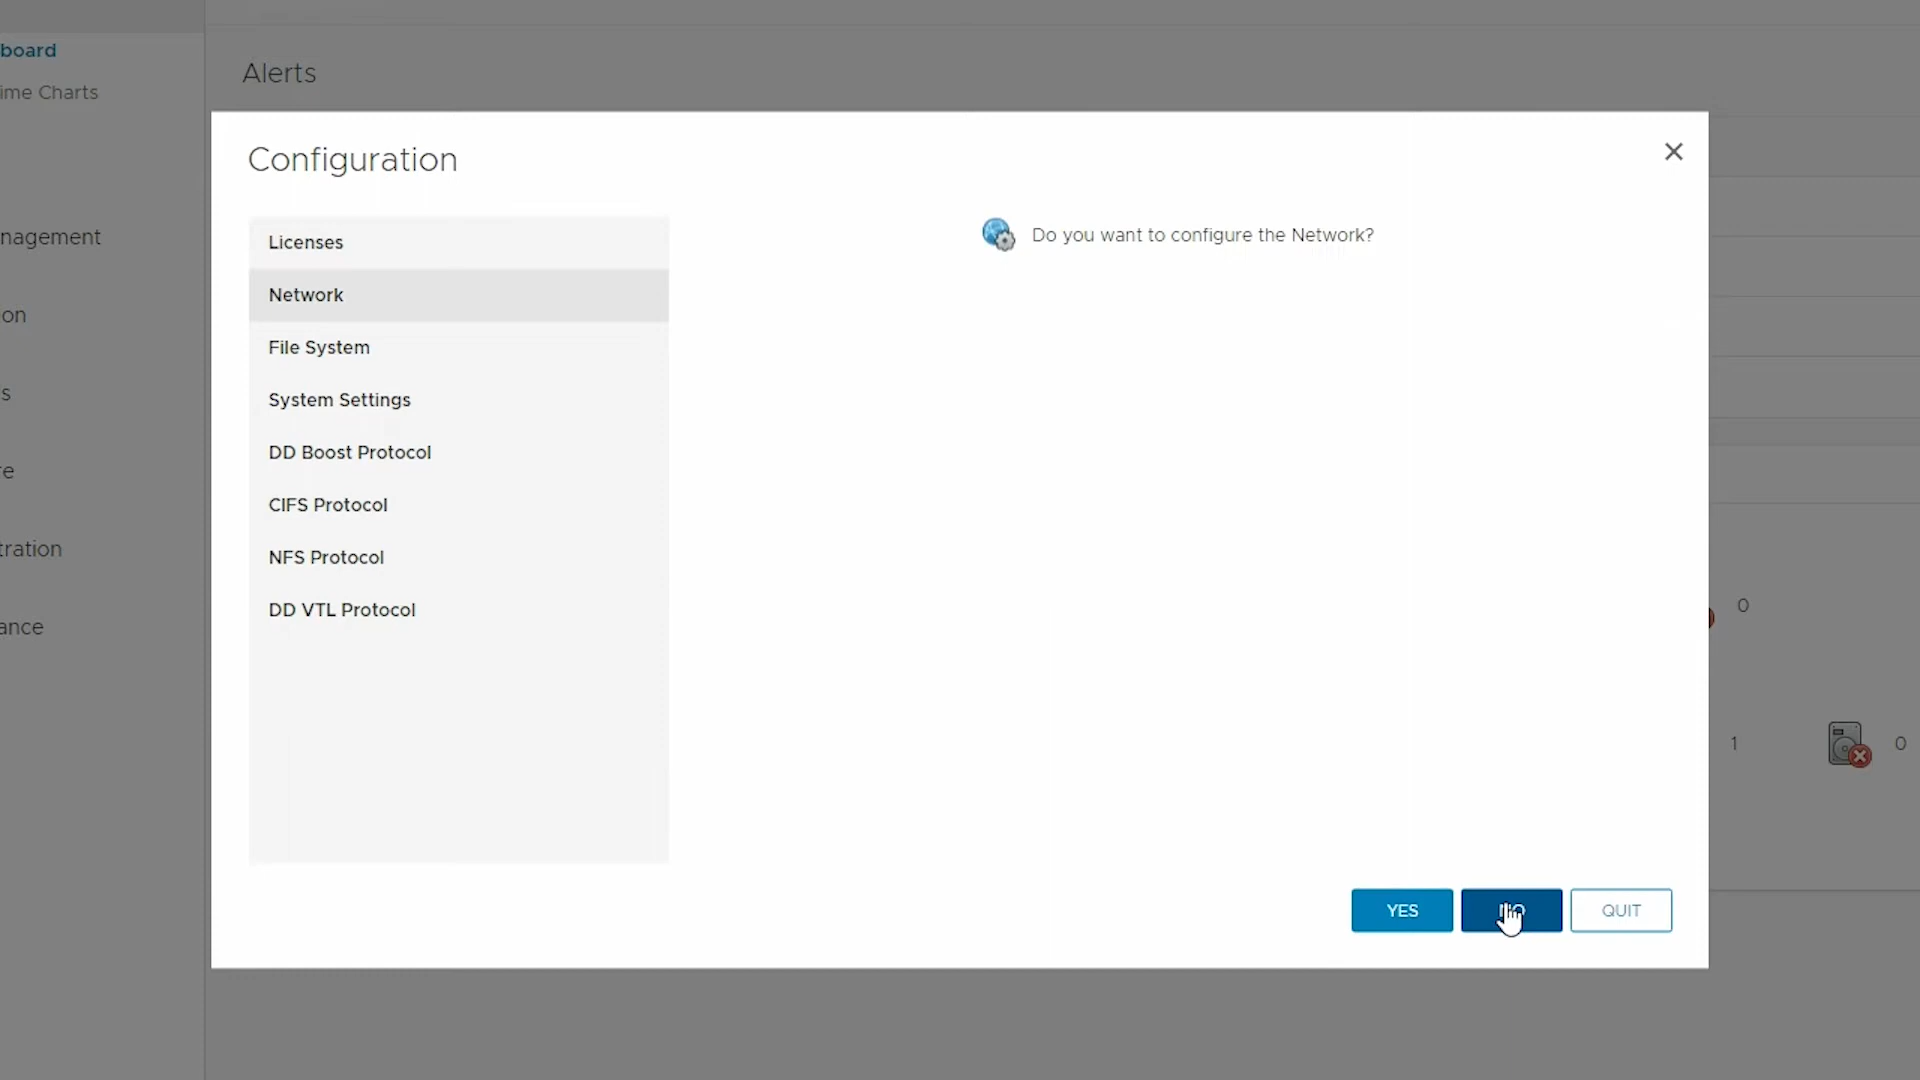 board
Alerts
ime Charts
Configuration
Licenses
Do you want to configure the Network?
nagement
Network
on
File System
s
System Settings
DD Boost Protocol
re
CIFS Protocol
tration
NFS Protocol
DD VTL Protocol
0
ance
1
0
YES
QUIT